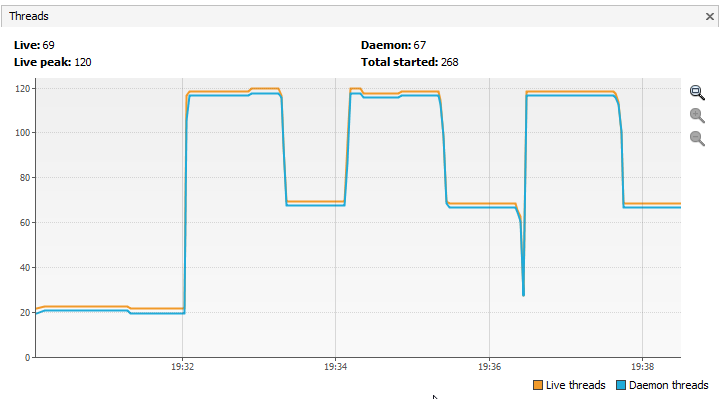 Threads
Live: 69
Daemon: 67
Live peak: 120
Total started: 268
120
100
80
60
40
20
0
19:32
19:34
19:36
19:38
Live threads
Daemon threads